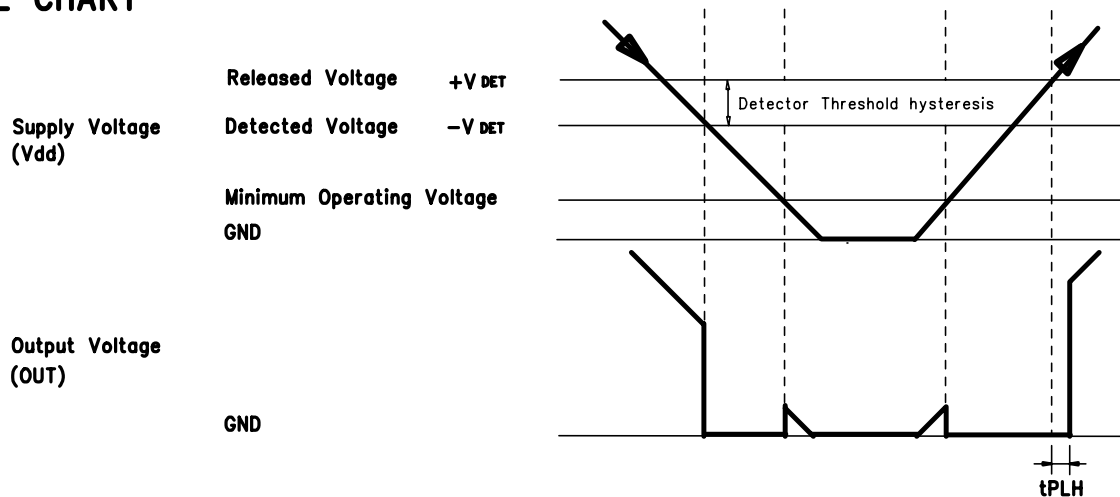 CHART
Released Voltage +V DET
Detector Threshold hysteresis
Supply Voltage
(Vdd)
Detected Voltage -V DET
Minimum Operating Voltage
GND
Output Voltage
(OUT)
GND
tPLH